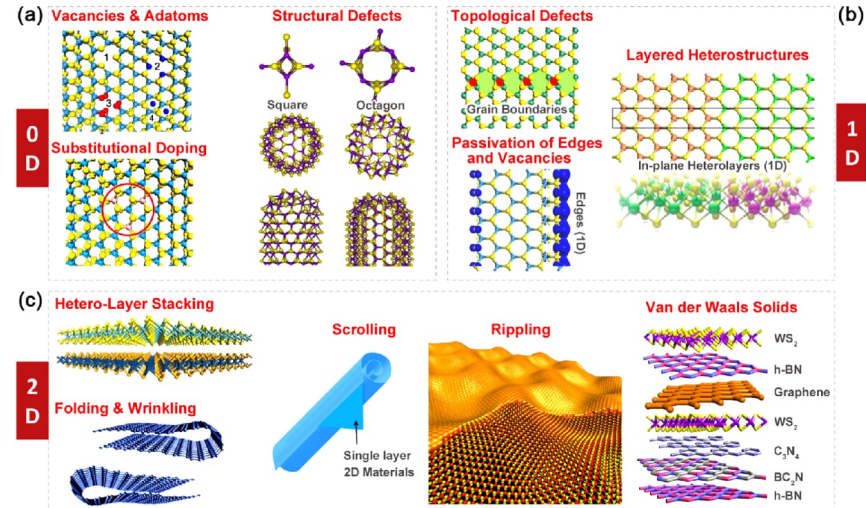 (a)
Vacancies & Adatoms
Structural Defects
1
2
3
4
2
Square
Octagon
0
D
Substitutional Doping
Topological Defects
(b)
Layered Heterostructures
Grain Boundaries
1
D
Passivation of Edges
and Vacancies
In-plane Heterolayers (1D)
Edges (1D)
(c)
Hetero-Layer Stacking
Scrolling
Rippling
Van der Waals Solids
WS₂
h-BN
Graphene
WS₂
C₃N₄
BC₂N
h-BN
2
D
Folding & Wrinkling
Single layer
2D Materials